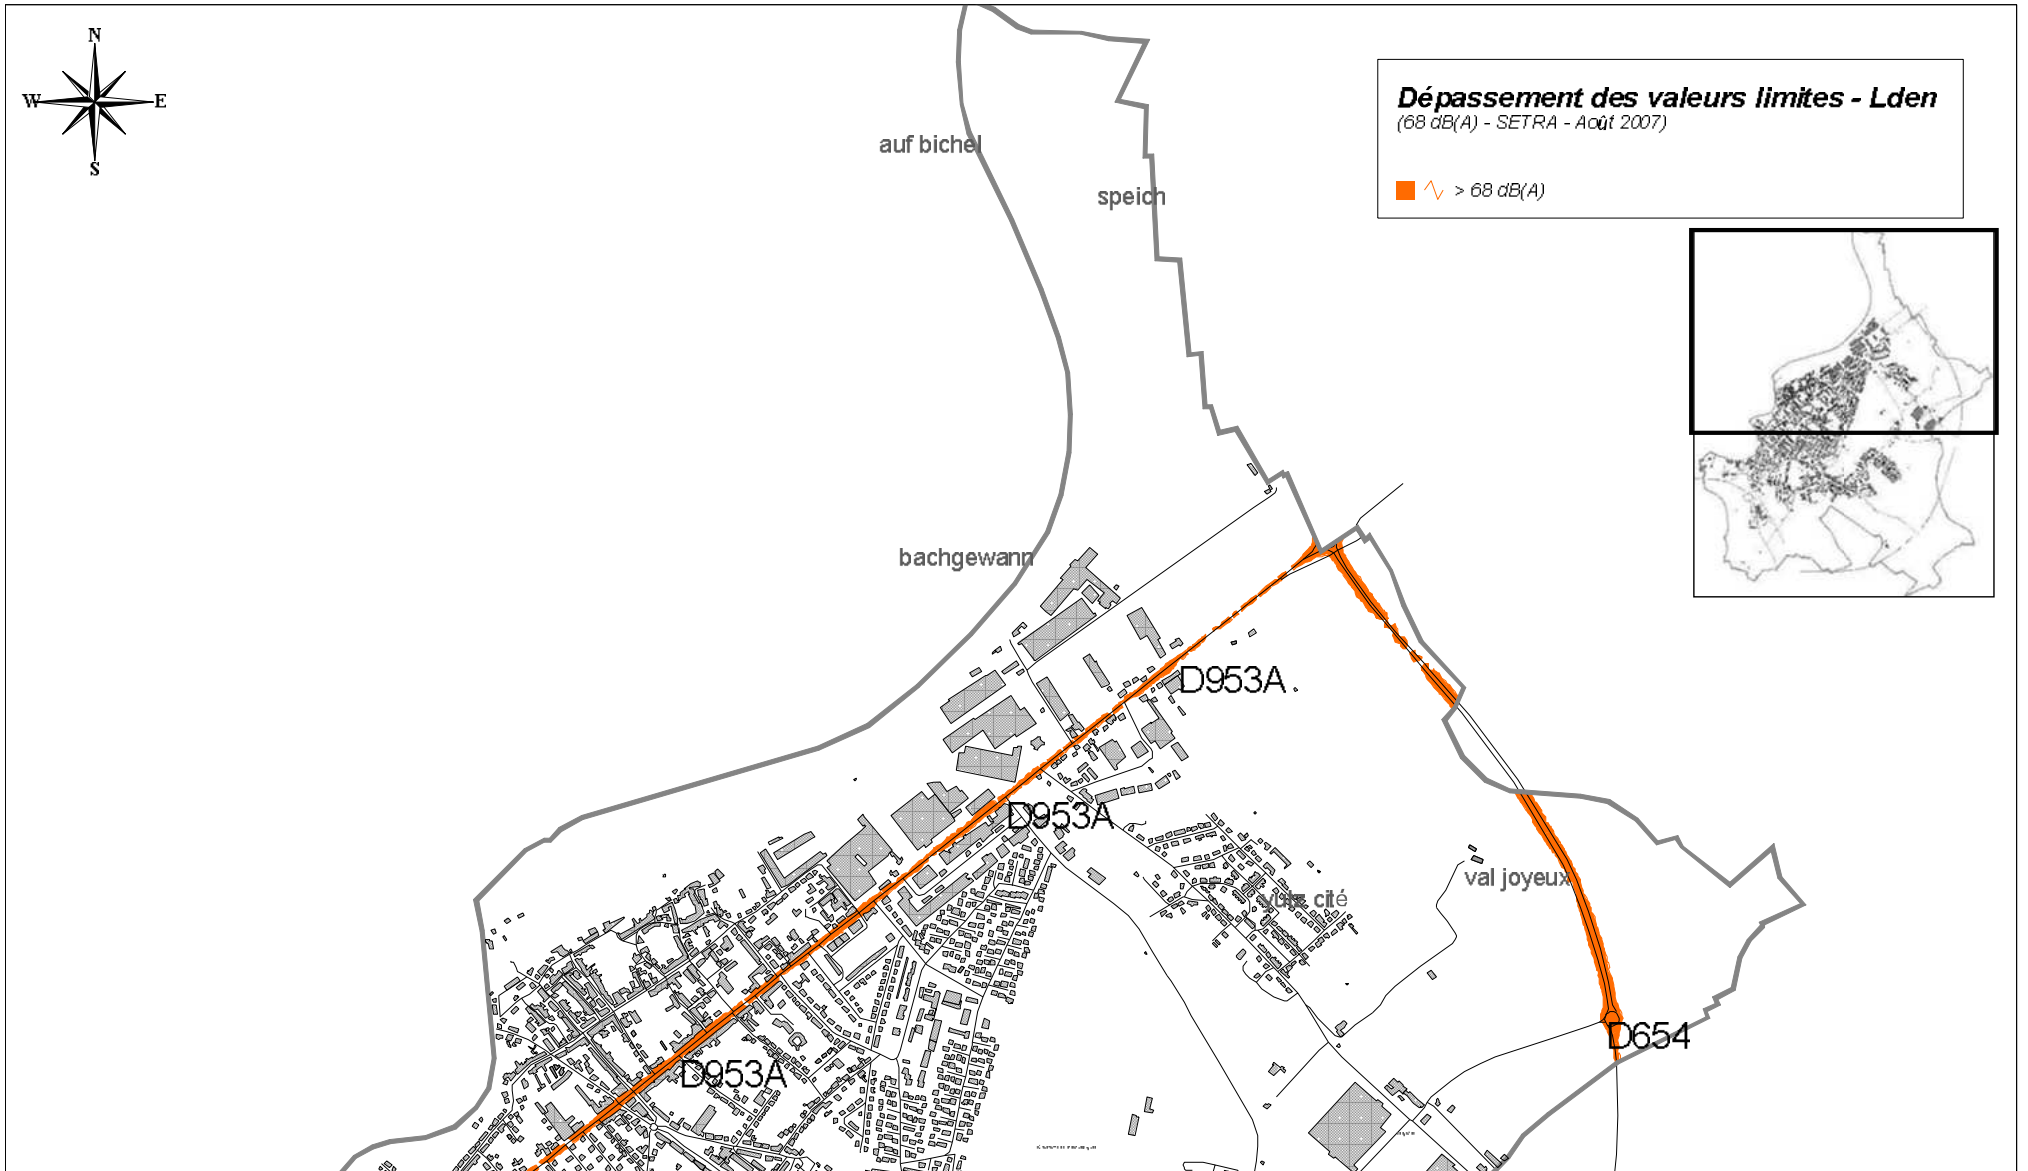 N
W E
S
Dépassement des valeurs limites - Lden
(68 dB(A) - SETRA - Août 2007)
> 68 dB(A)
auf bichel
speich
bachgewann
D953A
D953A
yutz cité
val joyeux
D654
D953A